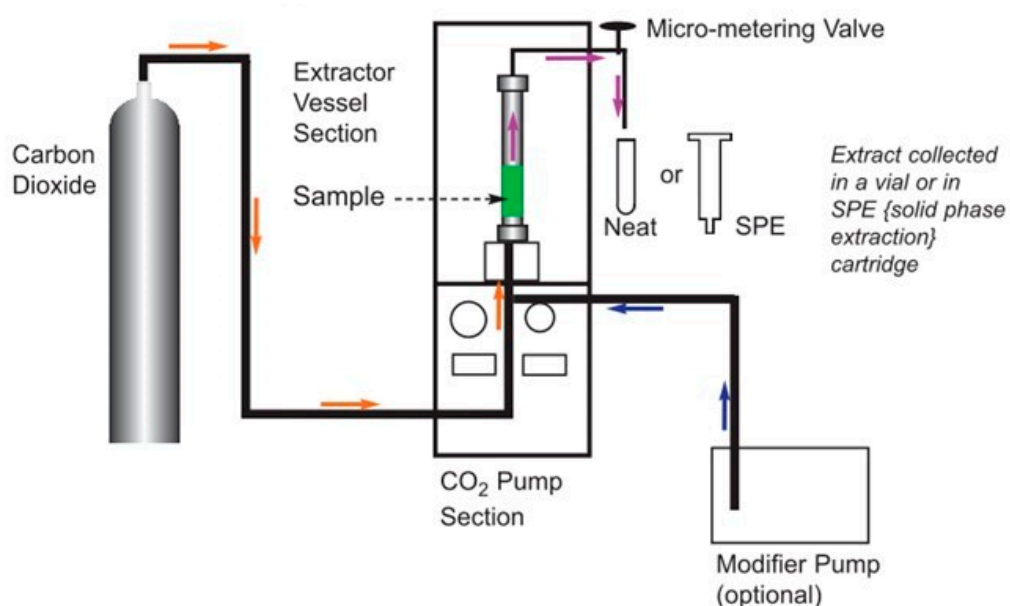 Micro-metering Valve
Extractor
Vessel
Section
Carbon
Dioxide
Sample
or
Neat
SPE
Extract collected
in a vial or in
SPE {solid phase
extraction}
cartridge
CO₂ Pump
Section
Modifier Pump
(optional)